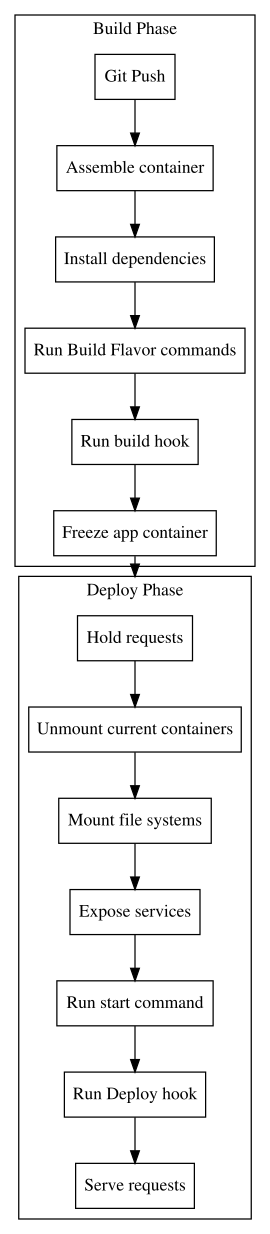 Build Phase
Git Push
Assemble container
Install dependencies
Run Build Flavor commands
Run build hook
Freeze app container
Deploy Phase
Hold requests
Unmount current containers
Mount file systems
Expose services
Run start command
Run Deploy hook
Serve requests